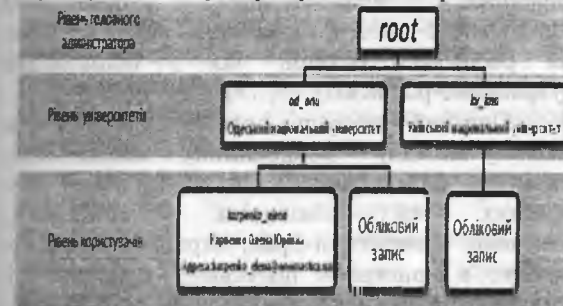 Рівень головного
адміністратора
root
Рівень університетів
od_onu
Одеський національний університет
Київський національний університет
Рівень користувачів
karpenko_olena
Карпенко Олена Юріївна
Обліковий
запис
Обліковий
запис